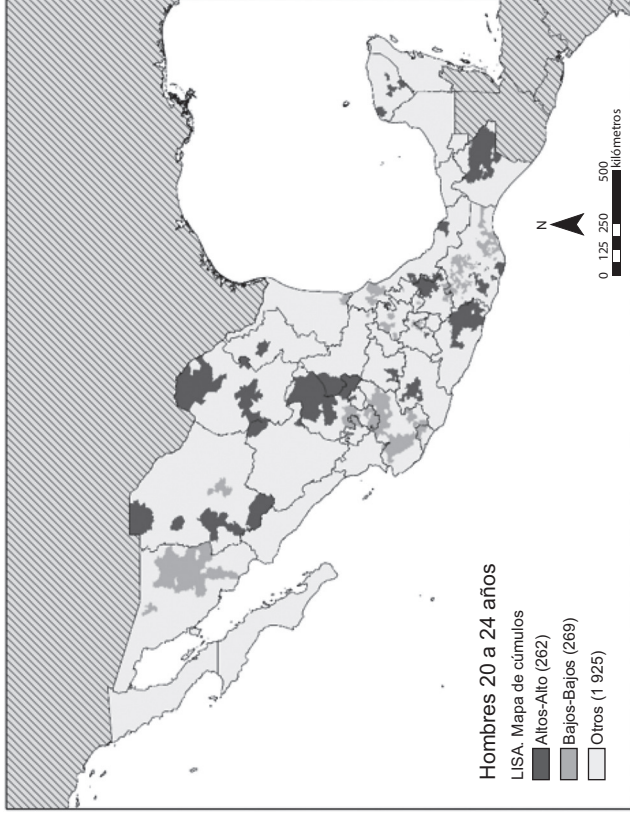 Hombres 20 a 24 años
LISA. Mapa de cúmulos
Altos-Alto (262)
Bajos-Bajos (269)
Otros (1 925)
N
0 125 250 500
kilómetros